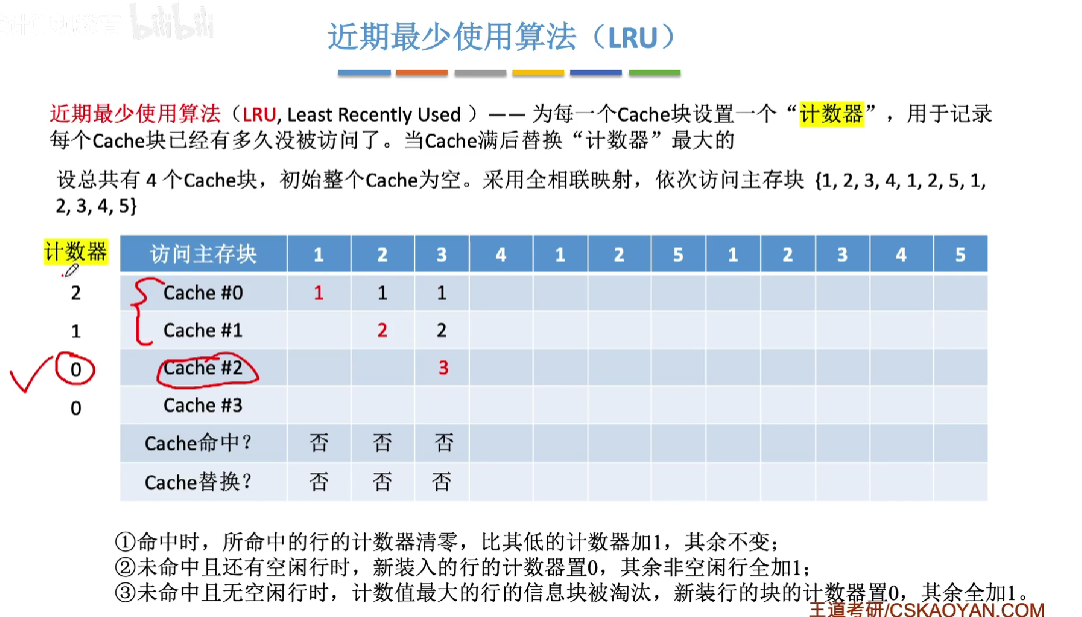 bilibili
近期最少使用算法（LRU）
近期最少使用算法（LRU, Least Recently Used ）—— 为每一个Cache块设置一个“计数器”，用于记录
每个Cache块已经有多久没被访问了。当Cache满后替换“计数器”最大的
设总共有 4 个Cache块，初始整个Cache为空。采用全相联映射，依次访问主存块 {1, 2, 3, 4, 1, 2, 5, 1,
2, 3, 4, 5}
计数器 访问主存块 1 2 3 4 1 2 5 1 2 3 4 5
2 Cache #0 1 1 1
1 Cache #1 2 2
0 Cache #2 3
0 Cache #3
Cache命中？ 否 否 否
Cache替换？ 否 否 否
①命中时，所命中的行的计数器清零，比其低的计数器加1，其余不变；
②未命中且还有空闲行时，新装入的行的计数器置0，其余非空闲行全加1；
③未命中且无空闲行时，计数值最大的行的信息块被淘汰，新装行的块的计数器置0，其余全加1。
王道考研/CSKAOYAN.COM